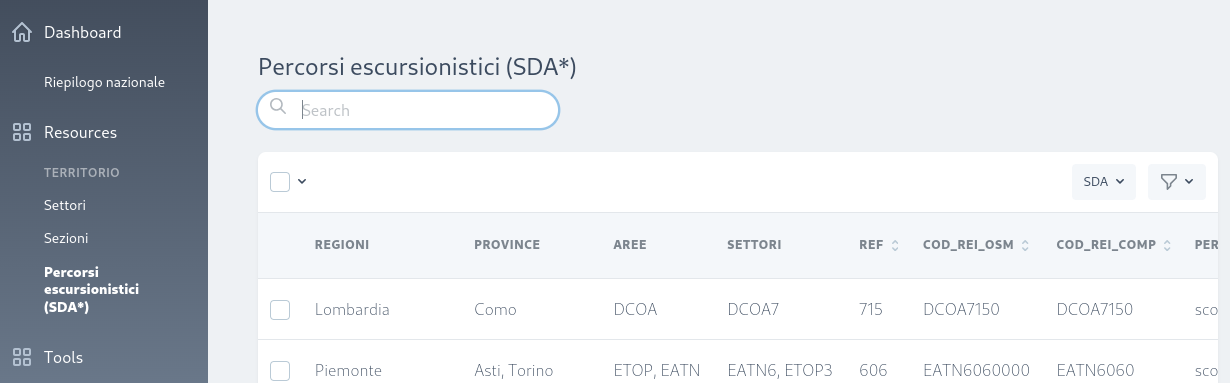 Dashboard
Riepilogo nazionale
Resources
TERRITORIO
Settori
Sezioni
Percorsi
escursionistici
(SDA*)
Tools
Percorsi escursionistici (SDA*)
Search
SDA
REGIONI PROVINCE AREE SETTORI REF COD_REI_OSM COD_REI_COMP PER
Lombardia Como DCOA DCOA7 715 DCOA7150 DCOA7150 sco
Piemonte Asti, Torino ETOP, EATN EATN6, ETOP3 606 EATN6060000 EATN6060 sco